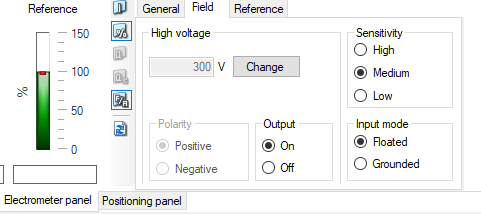 Reference
150
100
50
0
%
General Field Reference
High voltage
300 V Change
Polarity
Positive
Negative
Output
On
Off
Sensitivity
High
Medium
Low
Input mode
Floated
Grounded
Electrometer panel Positioning panel